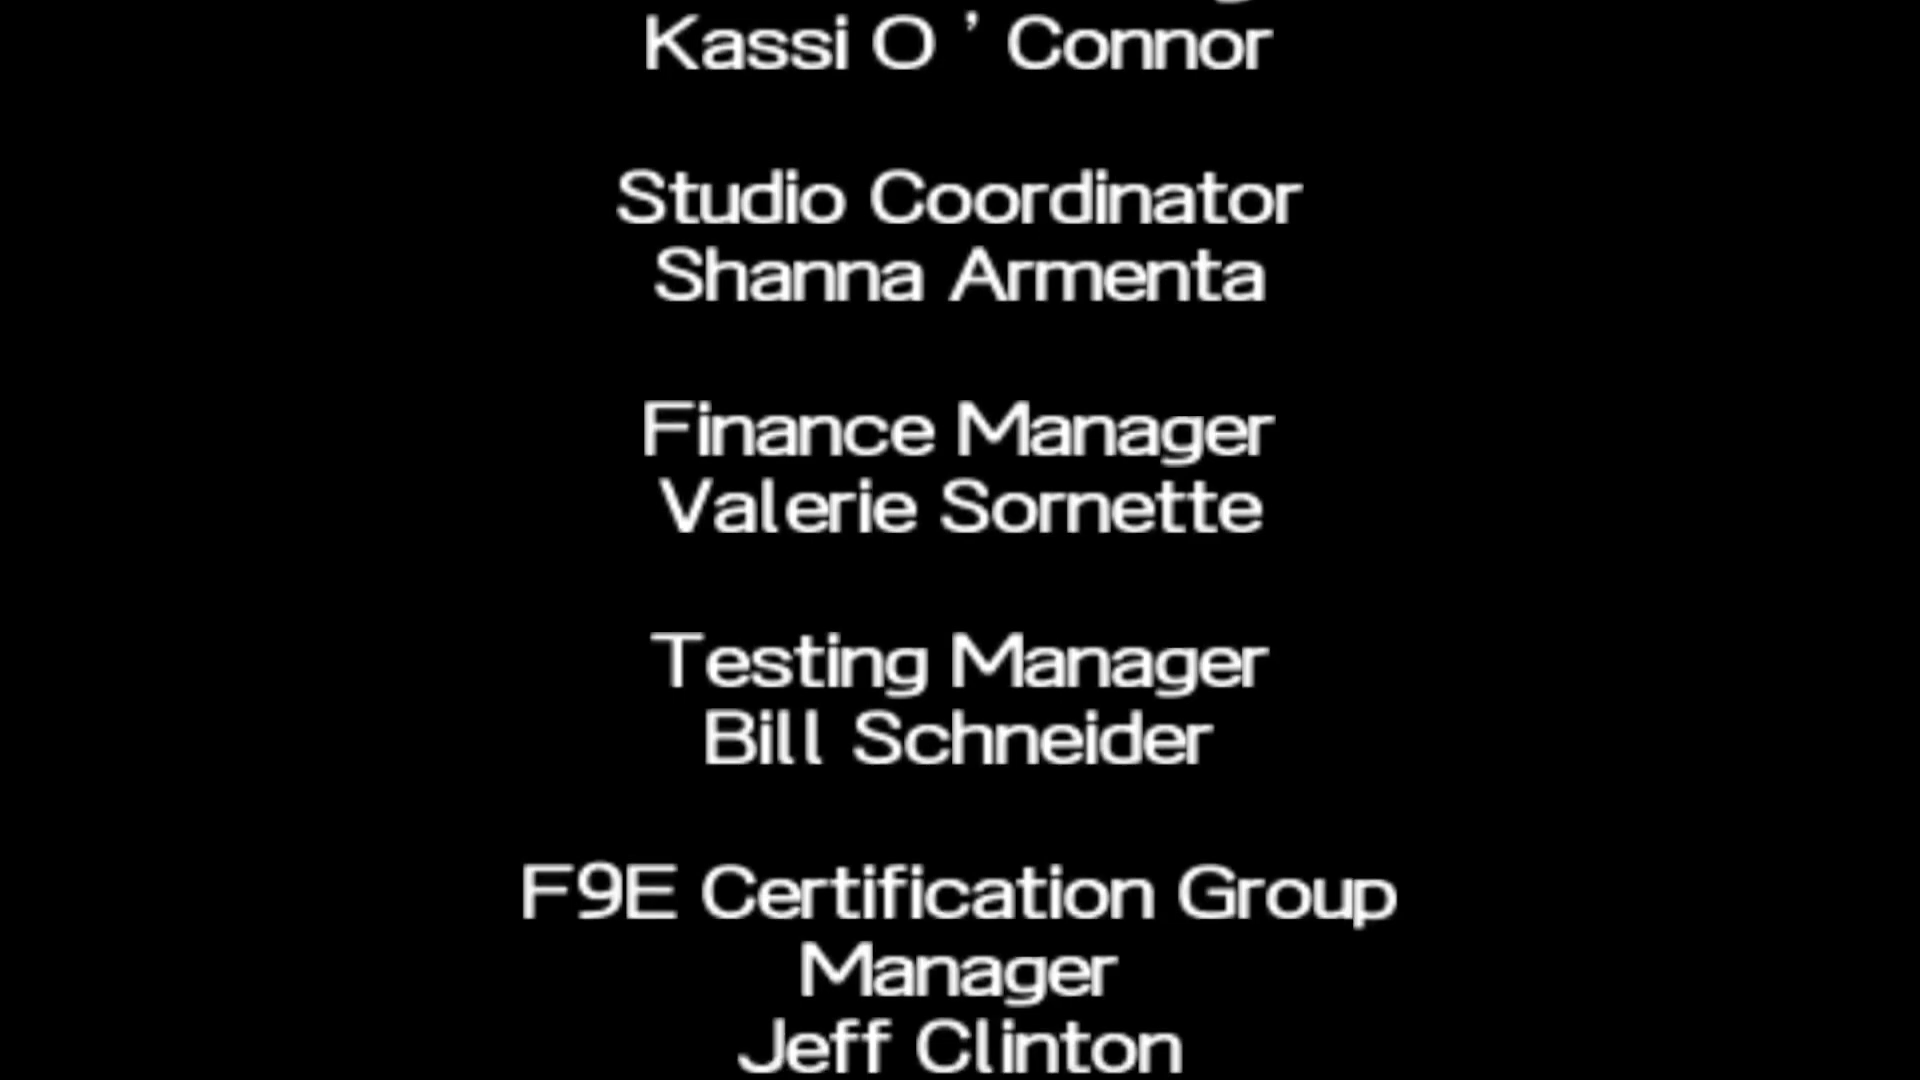 Kassi O ' Connor
Studio Coordinator
Shanna Armenta
Finance Manager
Valerie Sornette
Testing Manager
Bill Schneider
F9E Certification Group
Manager
Jeff Clinton